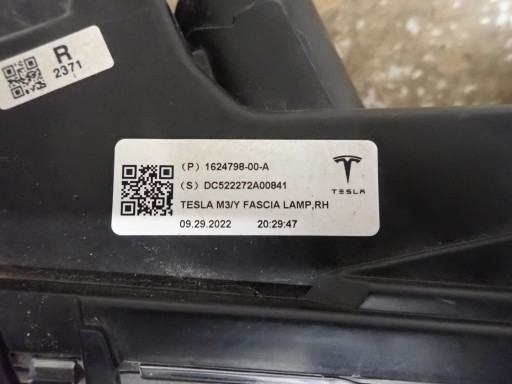 R
2371
(P) 1624798-00-A
(S) DC522272A00841
TESLA
TESLA M3/Y FASCIA LAMP,RH
09.29.2022 20:29:47